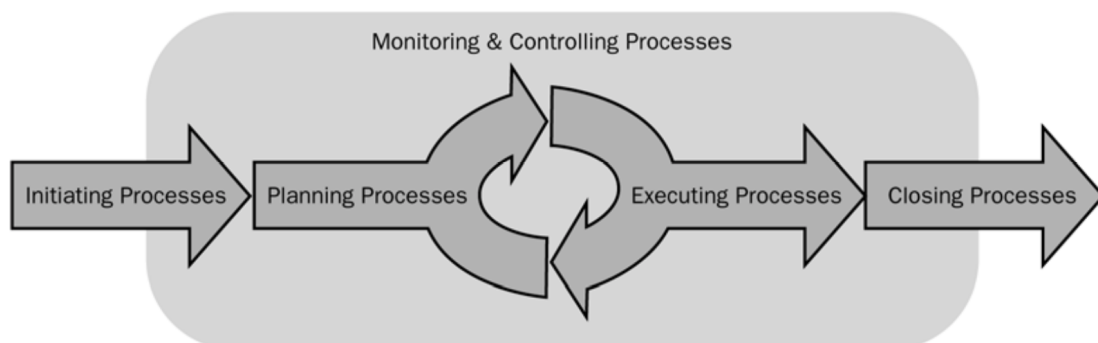 Monitoring & Controlling Processes
Initiating Processes
Planning Processes
Executing Processes
Closing Processes